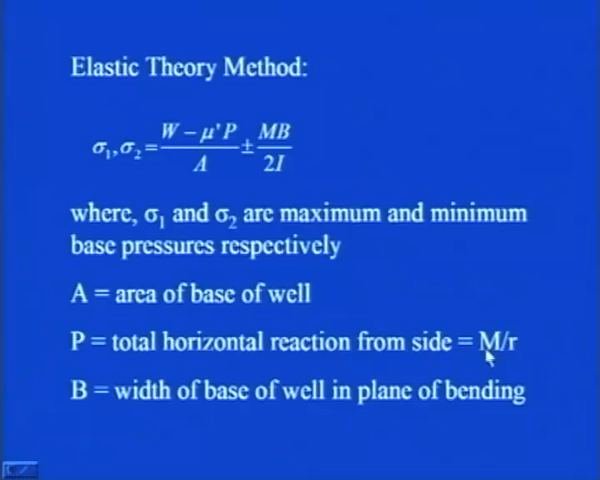 Elastic Theory Method:
σ₁,σ₂ = (W − μ'P)/A ± MB/2I
where, σ₁ and σ₂ are maximum and minimum
base pressures respectively
A = area of base of well
P = total horizontal reaction from side = M/r
B = width of base of well in plane of bending